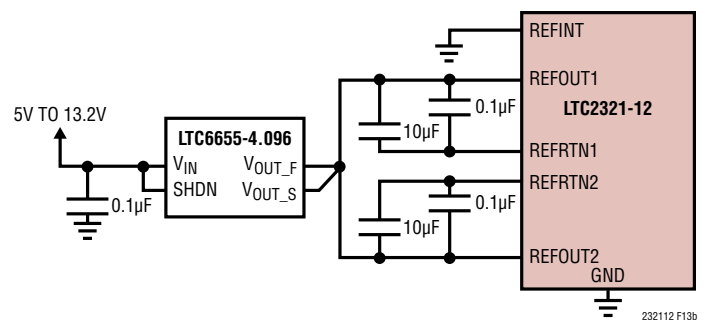 REFINT
REFOUT1
LTC2321-12
0.1µF
10µF
REFRTN1
REFRTN2
0.1µF
10µF
REFOUT2
GND
5V TO 13.2V
LTC6655-4.096
VIN VOUT_F
SHDN VOUT_S
0.1µF
232112 F13b